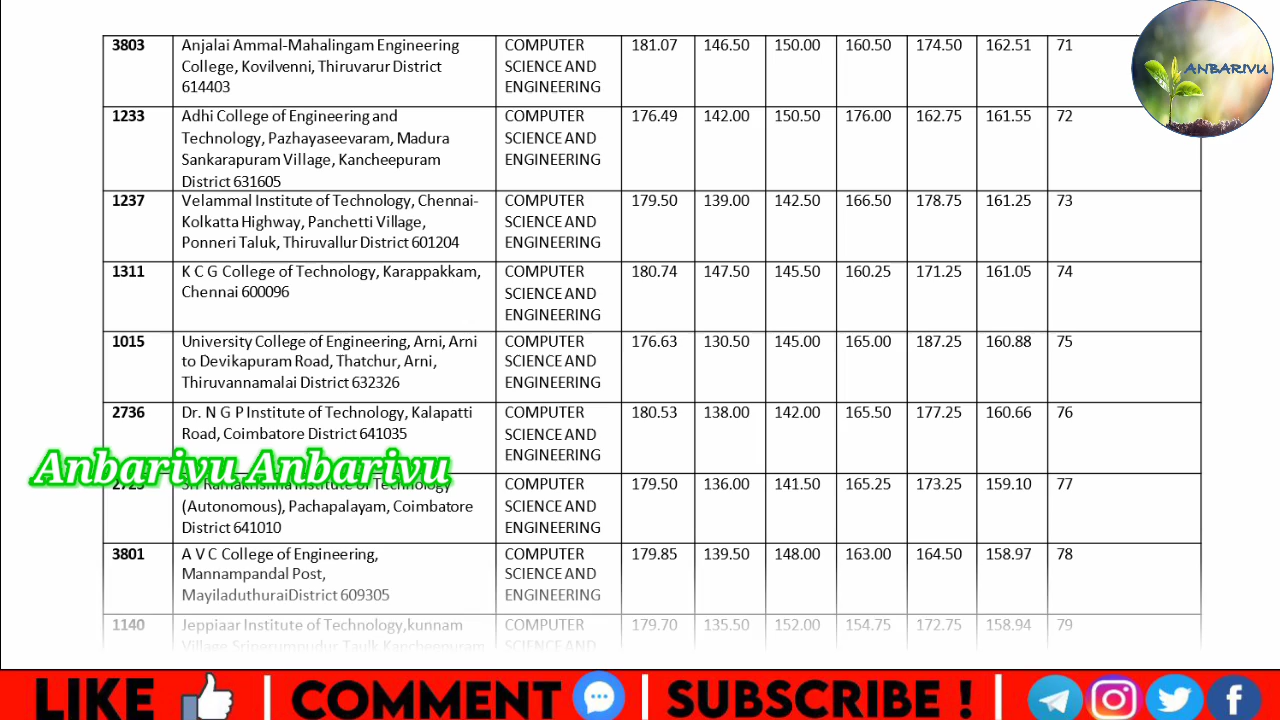 3803 Anjalai Ammal-Mahalingam Engineering COMPUTER 181.07 146.50 150.00 160.50 174.50 162.51 71
College, Kovilvenni, Thiruvarur District SCIENCE AND
614403 ENGINEERING
ANBARIVU
1233 Adhi College of Engineering and COMPUTER 176.49 142.00 150.50 176.00 162.75 161.55 72
Technology, Pazhayaseevaram, Madura SCIENCE AND
Sankarapuram Village, Kancheepuram ENGINEERING
District 631605
1237 Velammal Institute of Technology, Chennai- COMPUTER 179.50 139.00 142.50 166.50 178.75 161.25 73
Kolkatta Highway, Panchetti Village, SCIENCE AND
Ponneri Taluk, Thiruvallur District 601204 ENGINEERING
1311 K C G College of Technology, Karappakkam, COMPUTER 180.74 147.50 145.50 160.25 171.25 161.05 74
Chennai 600096 SCIENCE AND
ENGINEERING
1015 University College of Engineering, Arni, Arni COMPUTER 176.63 130.50 145.00 165.00 187.25 160.88 75
to Devikapuram Road, Thatchur, Arni, SCIENCE AND
Thiruvannamalai District 632326 ENGINEERING
2736 Dr. N G P Institute of Technology, Kalapatti COMPUTER 180.53 138.00 142.00 165.50 177.25 160.66 76
Road, Coimbatore District 641035 SCIENCE AND
ENGINEERING
Anbarivu Anbarivu
Sri Ramakrishna Institute of Technology COMPUTER 179.50 136.00 141.50 165.25 173.25 159.10 77
(Autonomous), Pachapalayam, Coimbatore SCIENCE AND
District 641010 ENGINEERING
3801 A V C College of Engineering, COMPUTER 179.85 139.50 148.00 163.00 164.50 158.97 78
Mannampandal Post, SCIENCE AND
MayiladuthuraiDistrict 609305 ENGINEERING
1140 Jeppiaar Institute of Technology,kunnam COMPUTER 179.70 135.50 152.00 154.75 172.75 158.94 79
Village SCIENCE AND
LIKE COMMENT SUBSCRIBE !